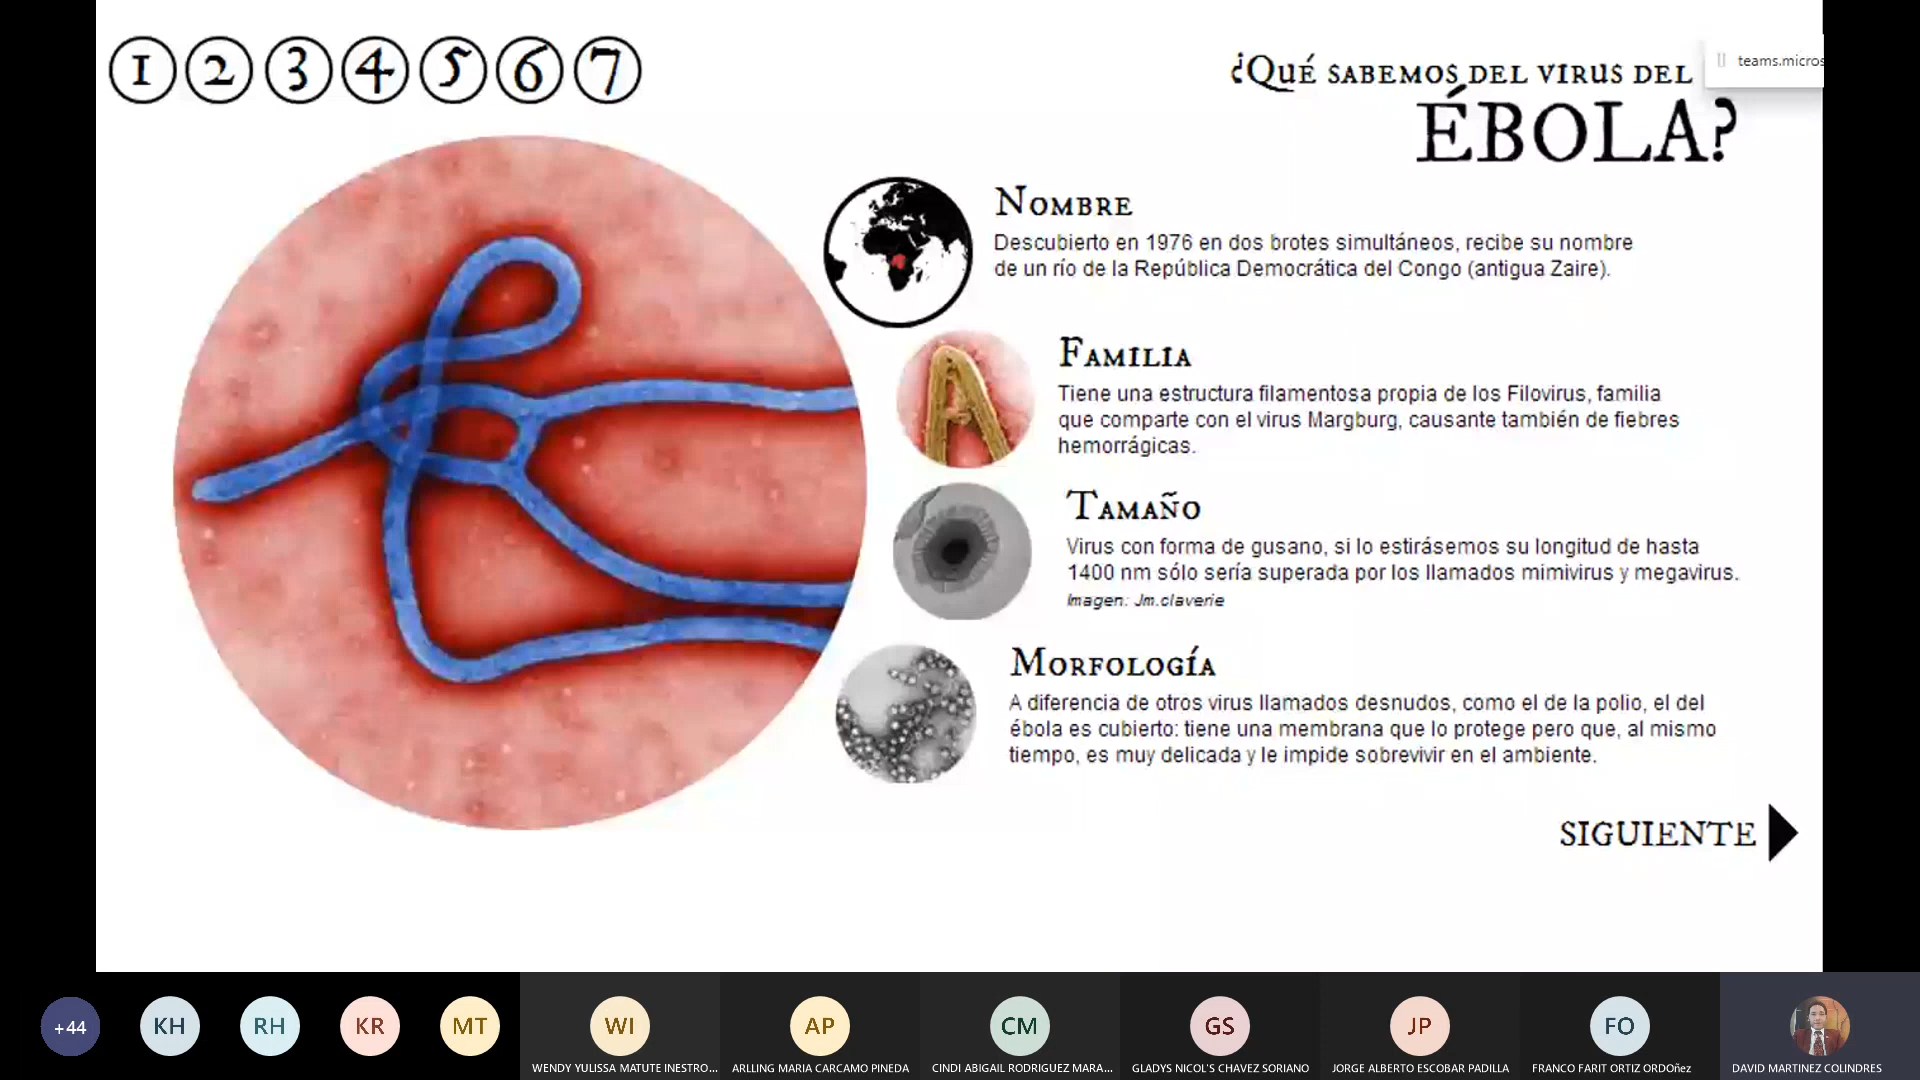 1 2 3 4 5 6 7
¿Qué sabemos del virus del
ÉBOLA?
teams.micros
Nombre
Descubierto en 1976 en dos brotes simultáneos, recibe su nombre
de un río de la República Democrática del Congo (antigua Zaire).
Familia
Tiene una estructura filamentosa propia de los Filovirus, familia
que comparte con el virus Margburg, causante también de fiebres
hemorrágicas.
Tamaño
Virus con forma de gusano, si lo estirásemos su longitud de hasta
1400 nm sólo sería superada por los llamados mimivirus y megavirus.
Imagen: Jm.claverie
Morfología
A diferencia de otros virus llamados desnudos, como el de la polio, el del
ébola es cubierto: tiene una membrana que lo protege pero que, al mismo
tiempo, es muy delicada y le impide sobrevivir en el ambiente.
SIGUIENTE
+44 KH RH KR MT WI AP CM GS JP FO
WENDY YULISSA MATUTE INESTRO... ARLLING MARIA CARCAMO PINEDA CINDI ABIGAIL RODRIGUEZ MARA... GLADYS NICOL'S CHAVEZ SORIANO JORGE ALBERTO ESCOBAR PADILLA FRANCO FARIT ORTIZ ORDOñez DAVID MARTINEZ COLINDRES